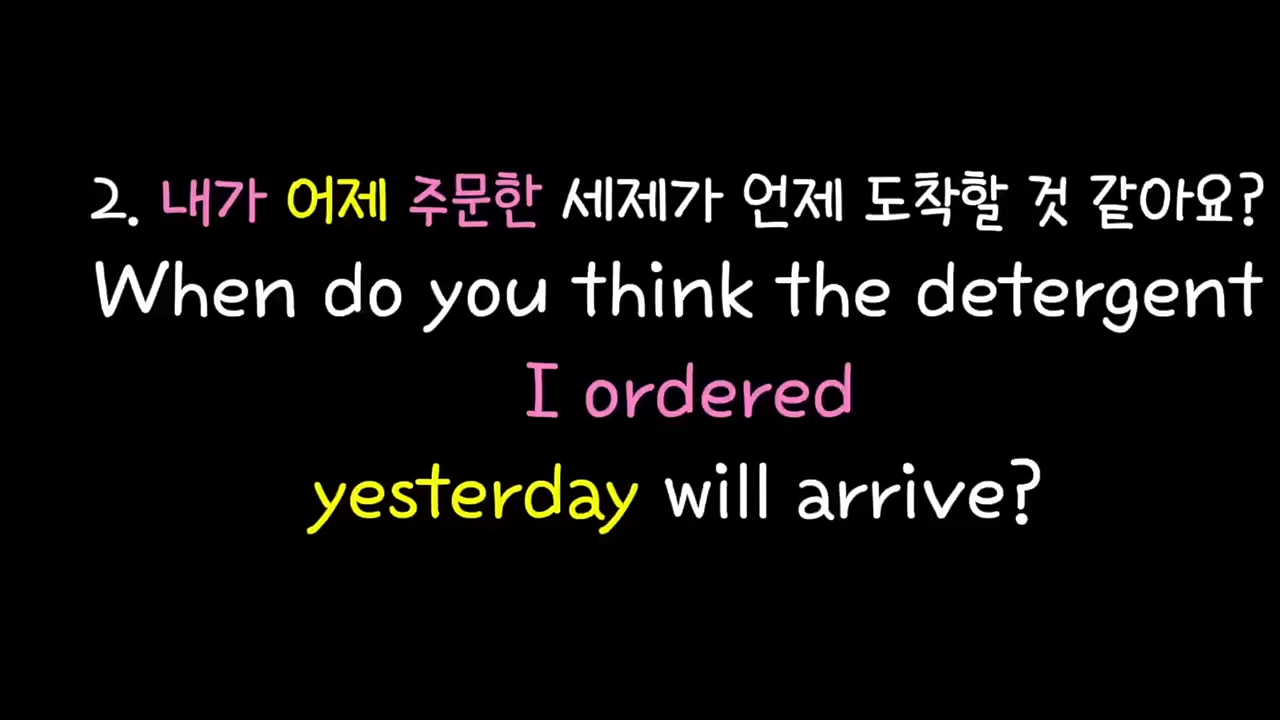 2. 내가 어제 주문한 세제가 언제 도착할 것 같아요?
When do you think the detergent
I ordered
yesterday will arrive?